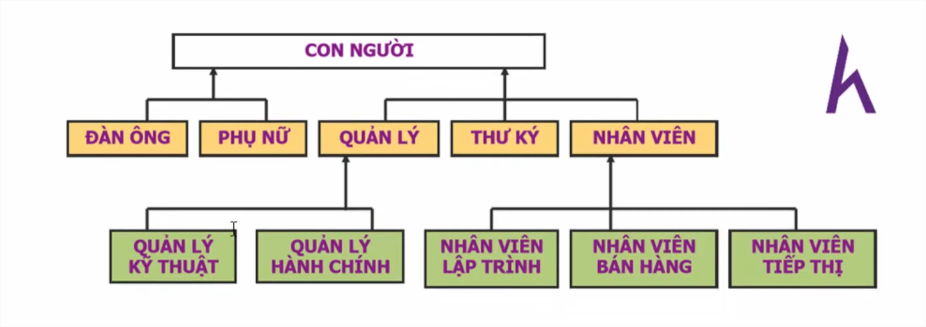 CON NGƯỜI
ĐÀN ÔNG
PHỤ NỮ
QUẢN LÝ
THƯ KÝ
NHÂN VIÊN
QUẢN LÝ
KỸ THUẬT
QUẢN LÝ
HÀNH CHÍNH
NHÂN VIÊN
LẬP TRÌNH
NHÂN VIÊN
BÁN HÀNG
NHÂN VIÊN
TIẾP THỊ